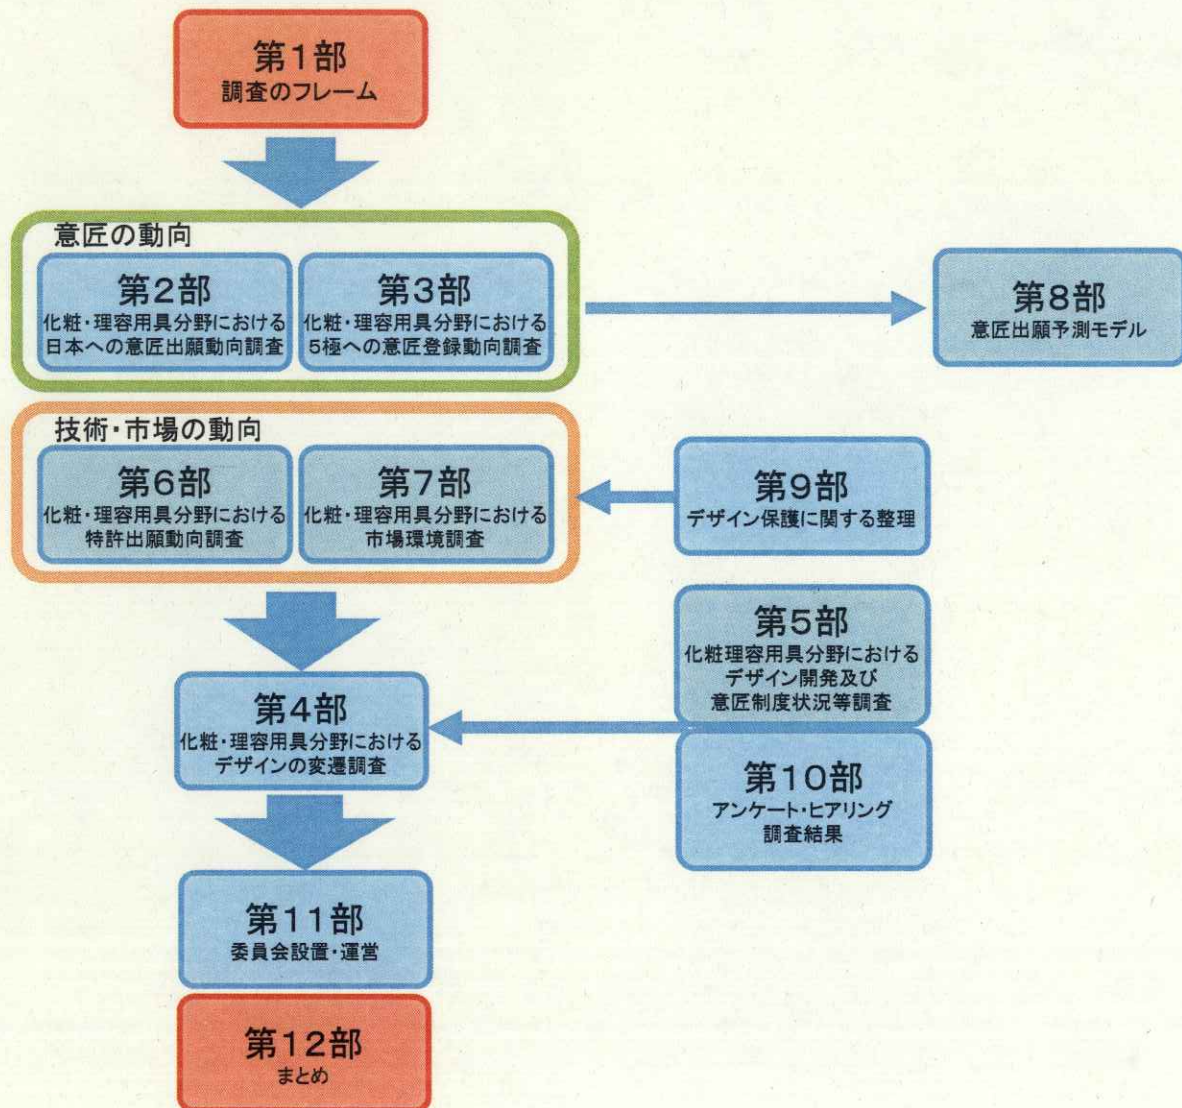 第1部
調査のフレーム
意匠の動向
第2部
化粧・理容用具分野における
日本への意匠出願動向調査
第3部
化粧・理容用具分野における
5極への意匠登録動向調査
第8部
意匠出願予測モデル
技術・市場の動向
第6部
化粧・理容用具分野における
特許出願動向調査
第7部
化粧・理容用具分野における
市場環境調査
第9部
デザイン保護に関する整理
第5部
化粧理容用具分野における
デザイン開発及び
意匠制度状況等調査
第4部
化粧・理容用具分野における
デザインの変遷調査
第10部
アンケート・ヒアリング
調査結果
第11部
委員会設置・運営
第12部
まとめ